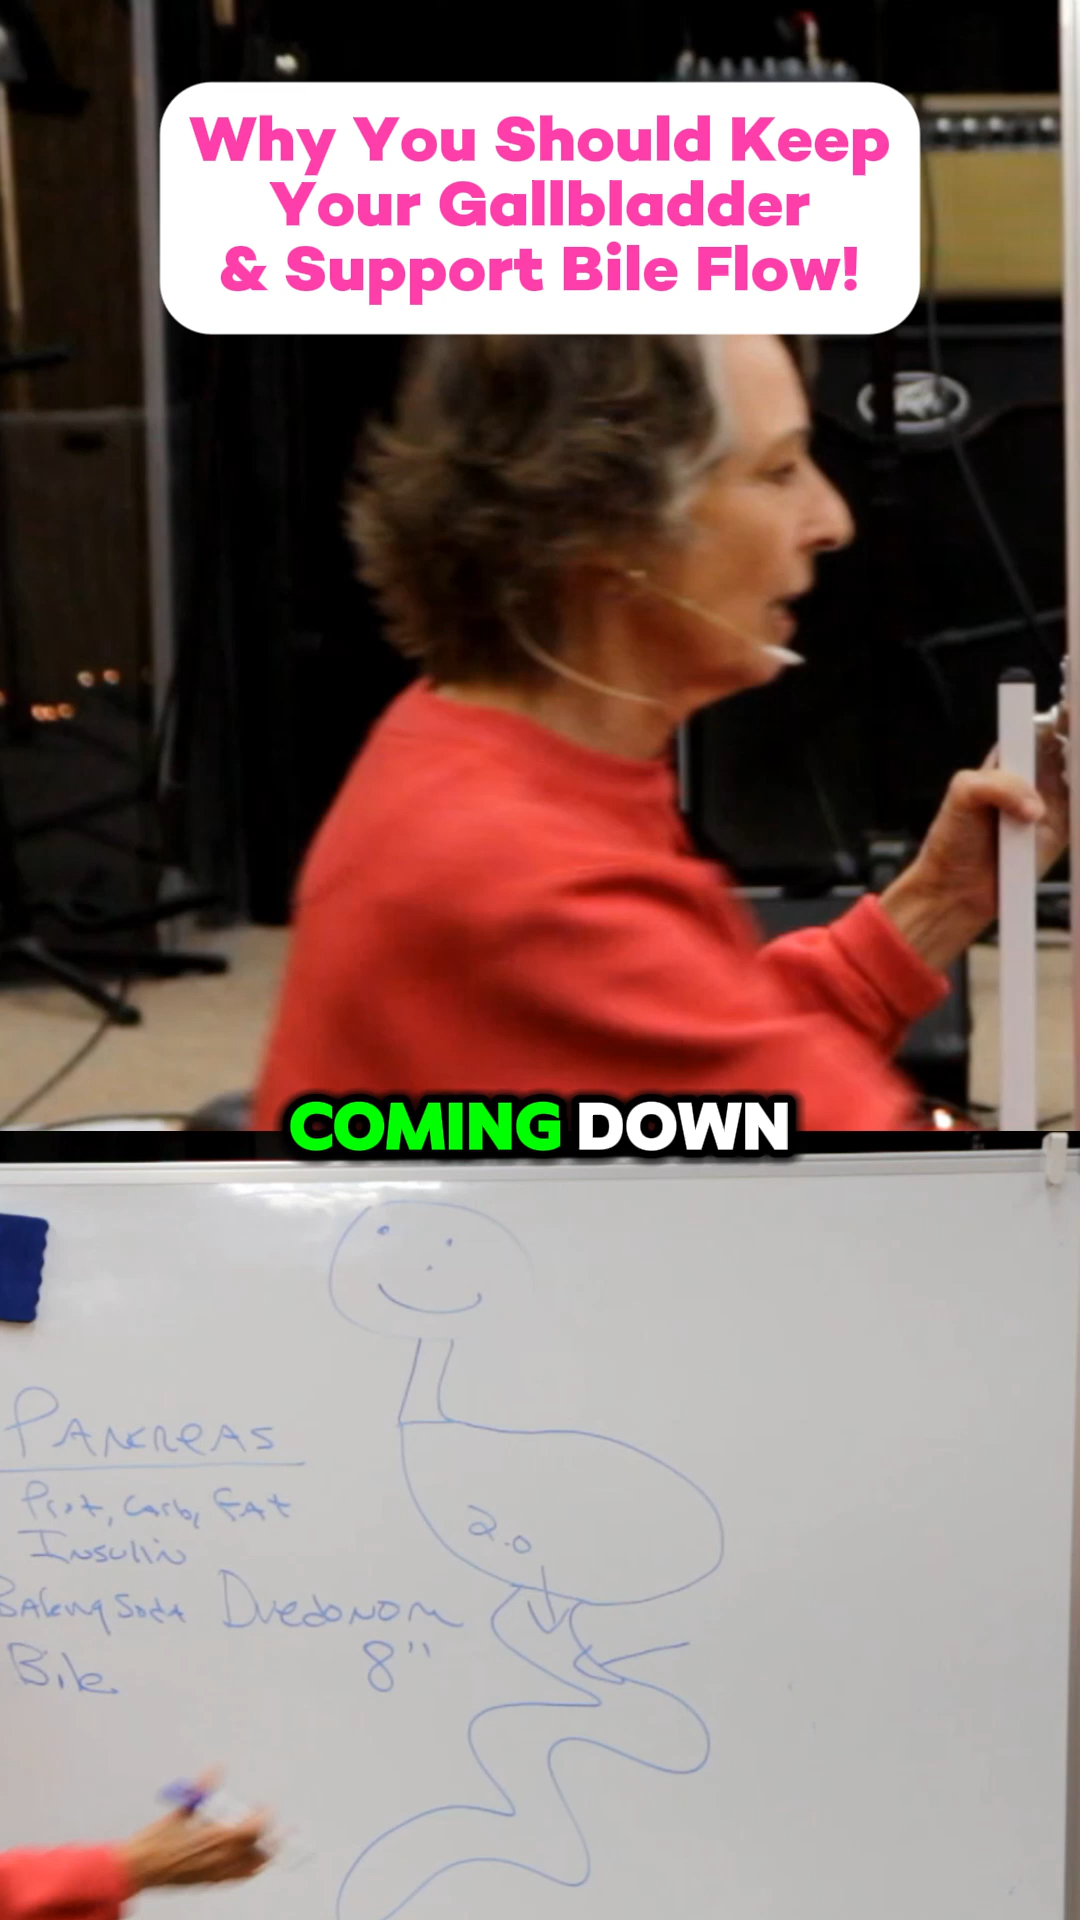 Why You Should Keep
Your Gallbladder
& Support Bile Flow!
COMING DOWN
PANCREAS
Prot, Carb, Fat
Insulin
Baking Soda
Bile
Duedonom
8"
2.0